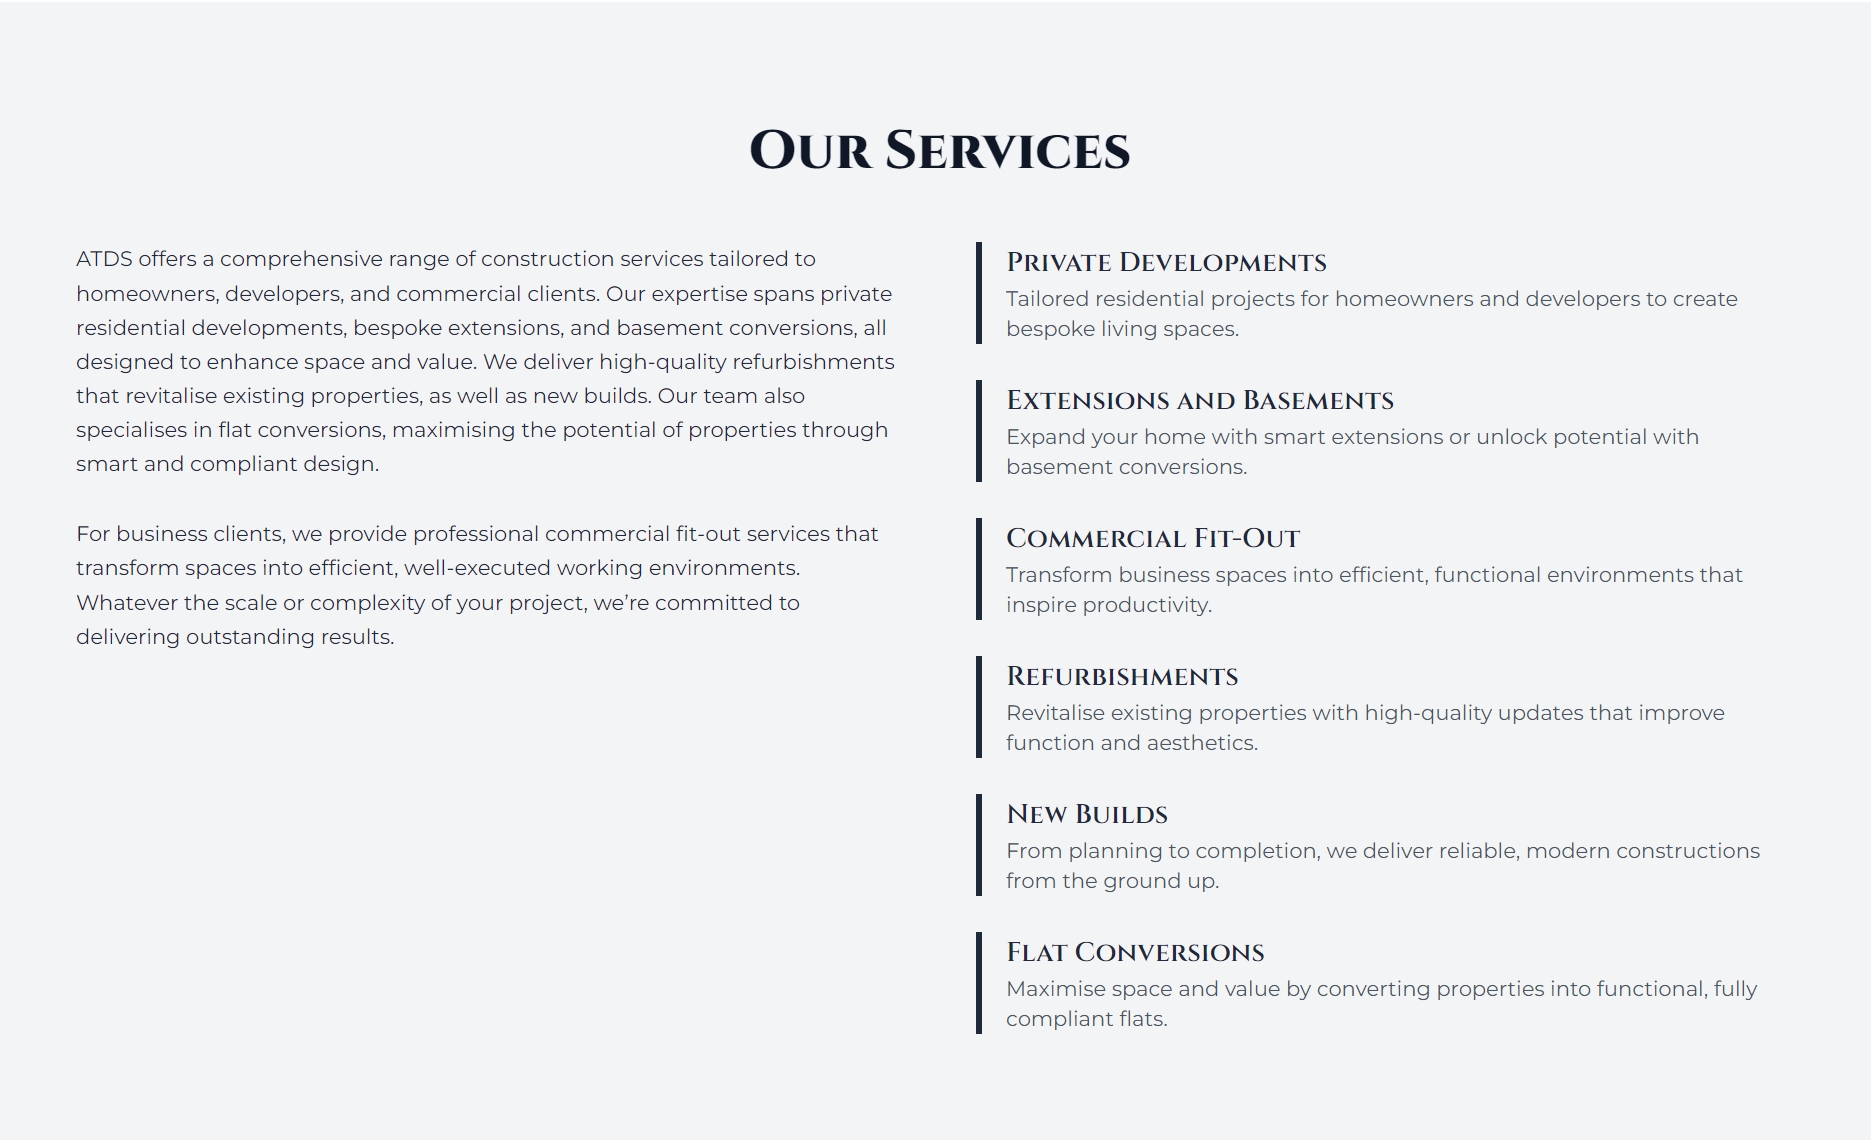 Our Services
ATDS offers a comprehensive range of construction services tailored to
homeowners, developers, and commercial clients. Our expertise spans private
residential developments, bespoke extensions, and basement conversions, all
designed to enhance space and value. We deliver high-quality refurbishments
that revitalise existing properties, as well as new builds. Our team also
specialises in flat conversions, maximising the potential of properties through
smart and compliant design.
For business clients, we provide professional commercial fit-out services that
transform spaces into efficient, well-executed working environments.
Whatever the scale or complexity of your project, we’re committed to
delivering outstanding results.
Private Developments
Tailored residential projects for homeowners and developers to create
bespoke living spaces.
Extensions and Basements
Expand your home with smart extensions or unlock potential with
basement conversions.
Commercial Fit-Out
Transform business spaces into efficient, functional environments that
inspire productivity.
Refurbishments
Revitalise existing properties with high-quality updates that improve
function and aesthetics.
New Builds
From planning to completion, we deliver reliable, modern constructions
from the ground up.
Flat Conversions
Maximise space and value by converting properties into functional, fully
compliant flats.